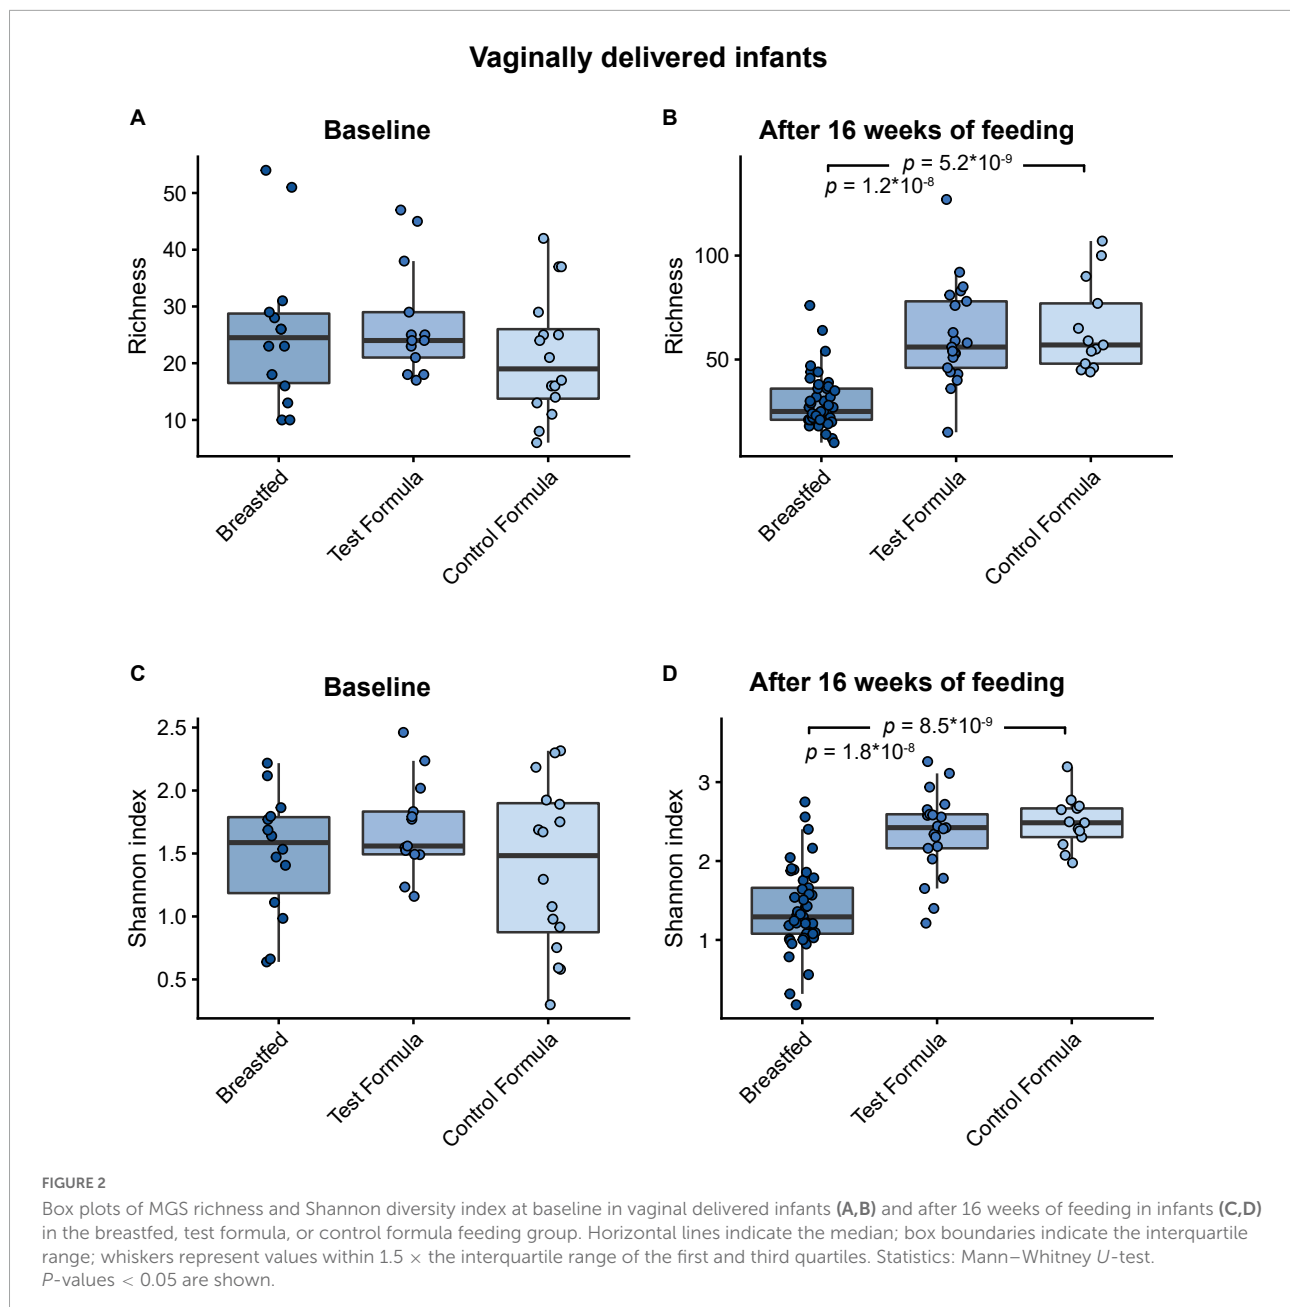 Vaginally delivered infants
A
Baseline
Richness
50
40
30
20
10
Breastfed
Test Formula
Control Formula
B
After 16 weeks of feeding
p = 5.2*10-9
p = 1.2*10-8
Richness
100
50
Breastfed
Test Formula
Control Formula
C
Baseline
Shannon index
2.5
2.0
1.5
1.0
0.5
Breastfed
Test Formula
Control Formula
D
After 16 weeks of feeding
p = 8.5*10-9
p = 1.8*10-8
Shannon index
3
2
1
Breastfed
Test Formula
Control Formula
FIGURE 2
Box plots of MGS richness and Shannon diversity index at baseline in vaginal delivered infants (A,B) and after 16 weeks of feeding in infants (C,D)
in the breastfed, test formula, or control formula feeding group. Horizontal lines indicate the median; box boundaries indicate the interquartile
range; whiskers represent values within 1.5 × the interquartile range of the first and third quartiles. Statistics: Mann–Whitney U-test.
P-values < 0.05 are shown.